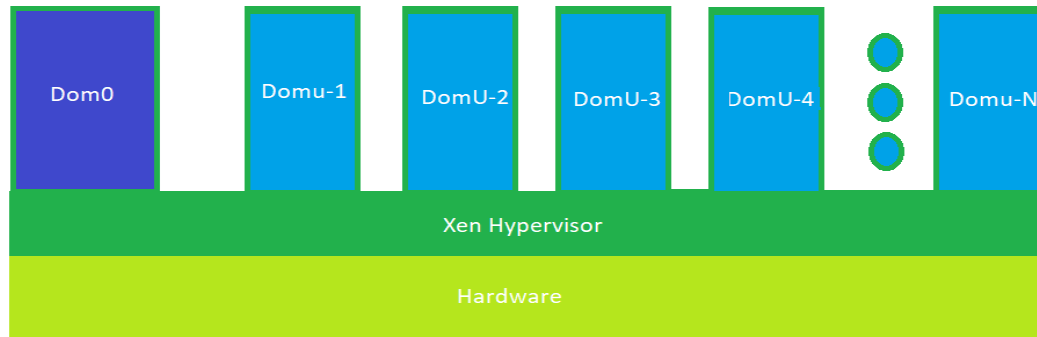 Dom0
Domu-1
DomU-2
DomU-3
DomU-4
Domu-N
Xen Hypervisor
Hardware